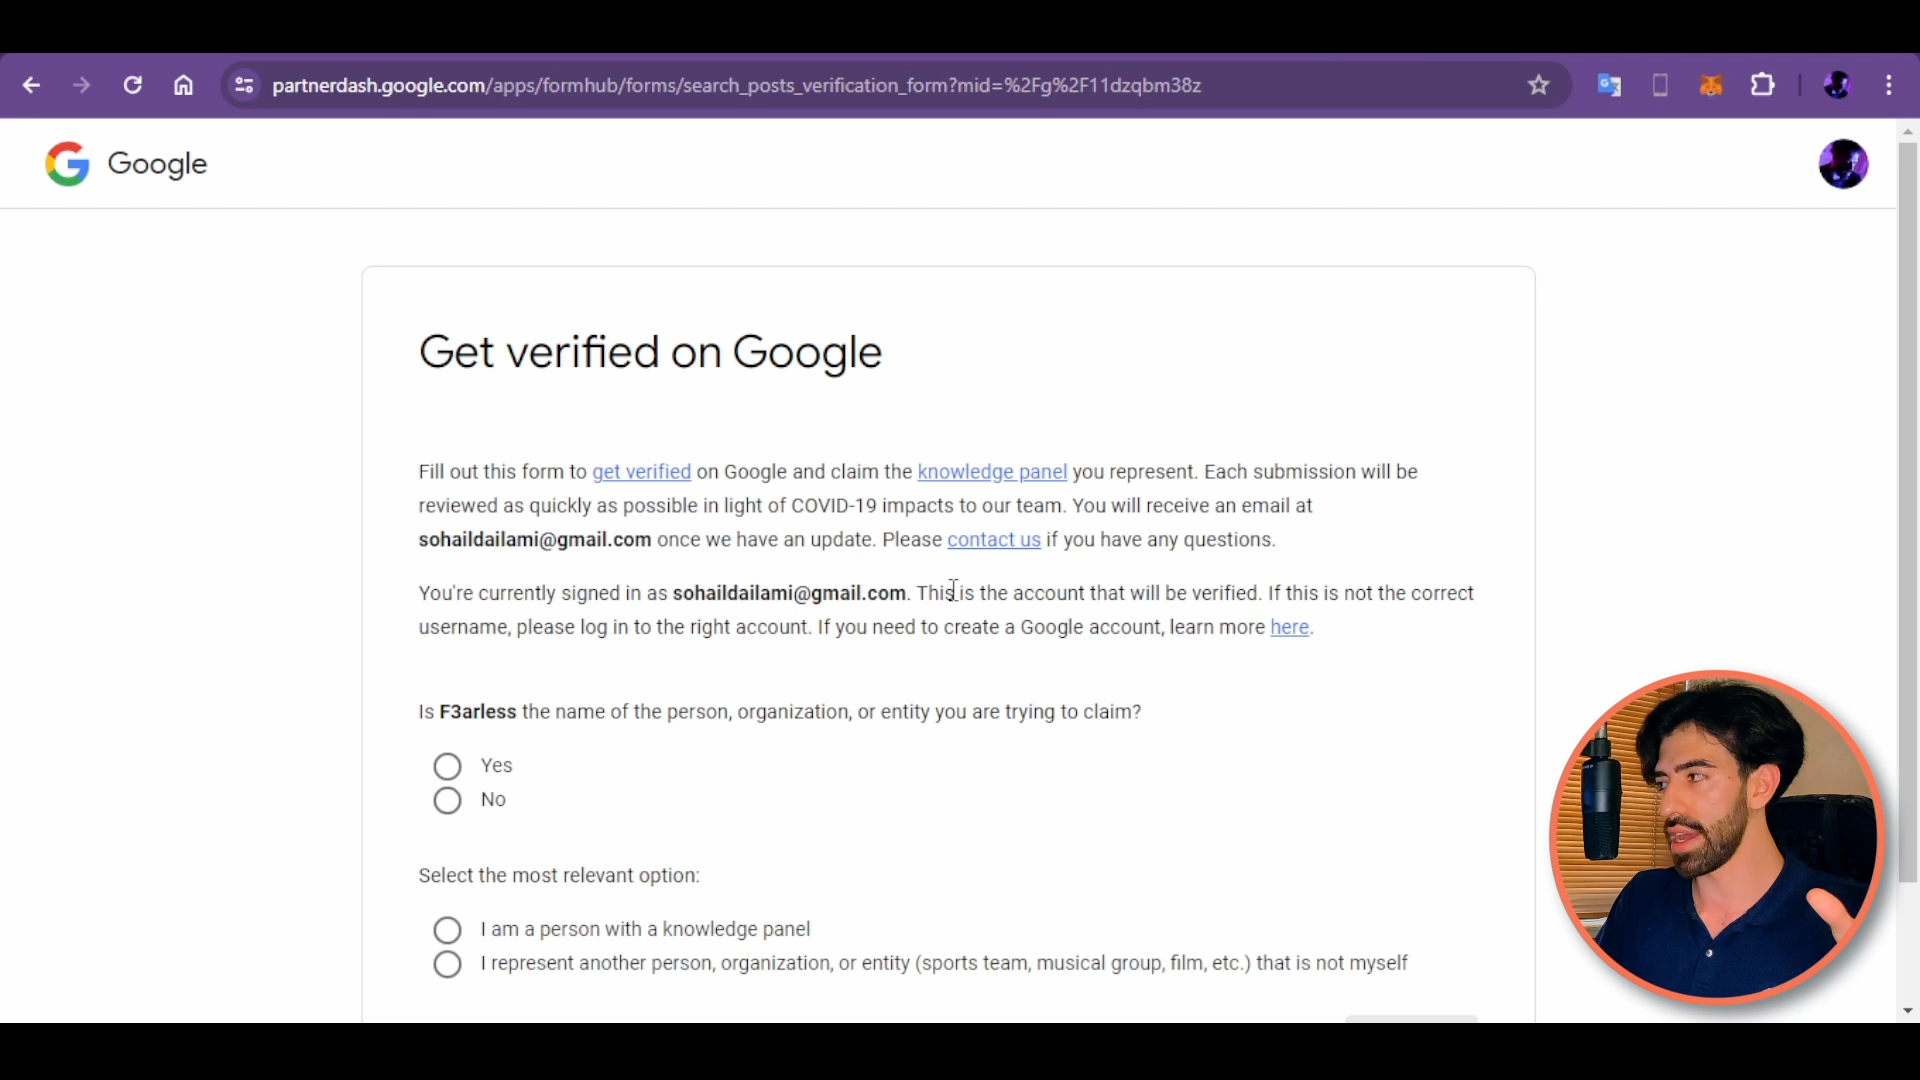 partnerdash.google.com/apps/formhub/forms/search_posts_verification_form?mid=%2Fg%2F11dzqbm38z
Google
Get verified on Google
Fill out this form to get verified on Google and claim the knowledge panel you represent. Each submission will be
reviewed as quickly as possible in light of COVID-19 impacts to our team. You will receive an email at
sohaildailami@gmail.com once we have an update. Please contact us if you have any questions.
You're currently signed in as sohaildailami@gmail.com. This is the account that will be verified. If this is not the correct
username, please log in to the right account. If you need to create a Google account, learn more here.
Is F3arless the name of the person, organization, or entity you are trying to claim?
Yes
No
Select the most relevant option:
I am a person with a knowledge panel
I represent another person, organization, or entity (sports team, musical group, film, etc.) that is not myself